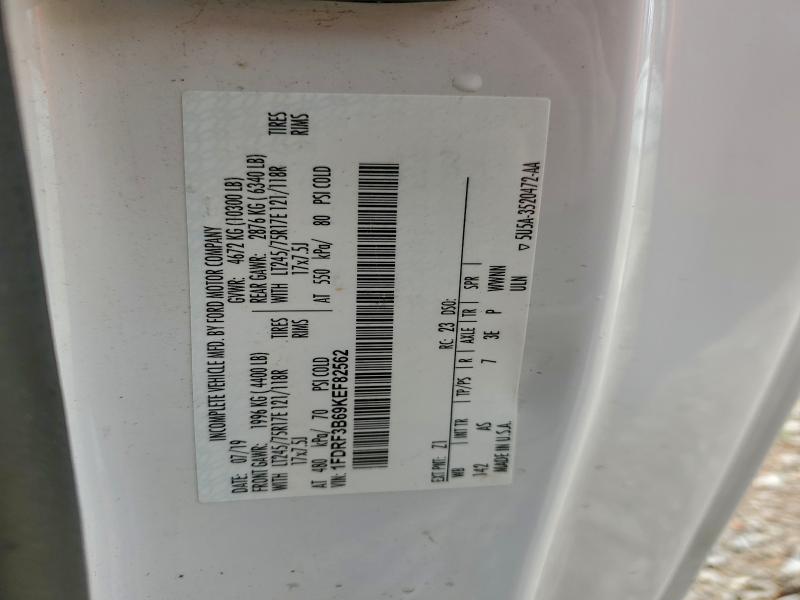 INCOMPLETE VEHICLE MFD. BY FORD MOTOR COMPANY
DATE: 07/19 GVWR: 4672 KG (10300 LB)
FRONT GAWR: 1996 KG ( 4400 LB) REAR GAWR: 2876 KG ( 6340 LB)
WITH LT245/75R17E 121/118R TIRES WITH LT245/75R17E 121/118R TIRES
17x7.5J RIMS 17x7.5J RIMS
AT 480 kPa/ 70 PSI COLD AT 550 kPa/ 80 PSI COLD
VIN: 1FDRF3B69KEF82562
EXT PNT: Z1 RC: 23 DSO:
WB INT TR TP/PS R AXLE TR SPR
142 AS 7 3E P WWNN
MADE IN U.S.A. ULN
▽ 5U5A-3520472-AA